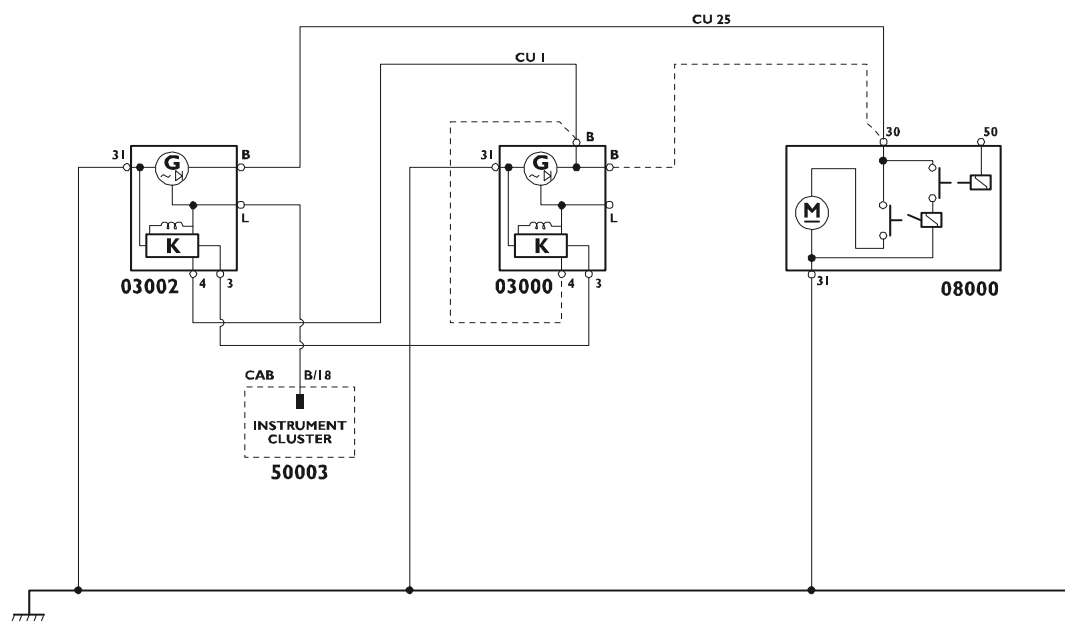 CU 25
CU 1
30
50
B
31
G
B
31
G
B
M
L
L
K
K
03002
4
3
03000
4
3
31
08000
CAB
B/18
INSTRUMENT
CLUSTER
50003